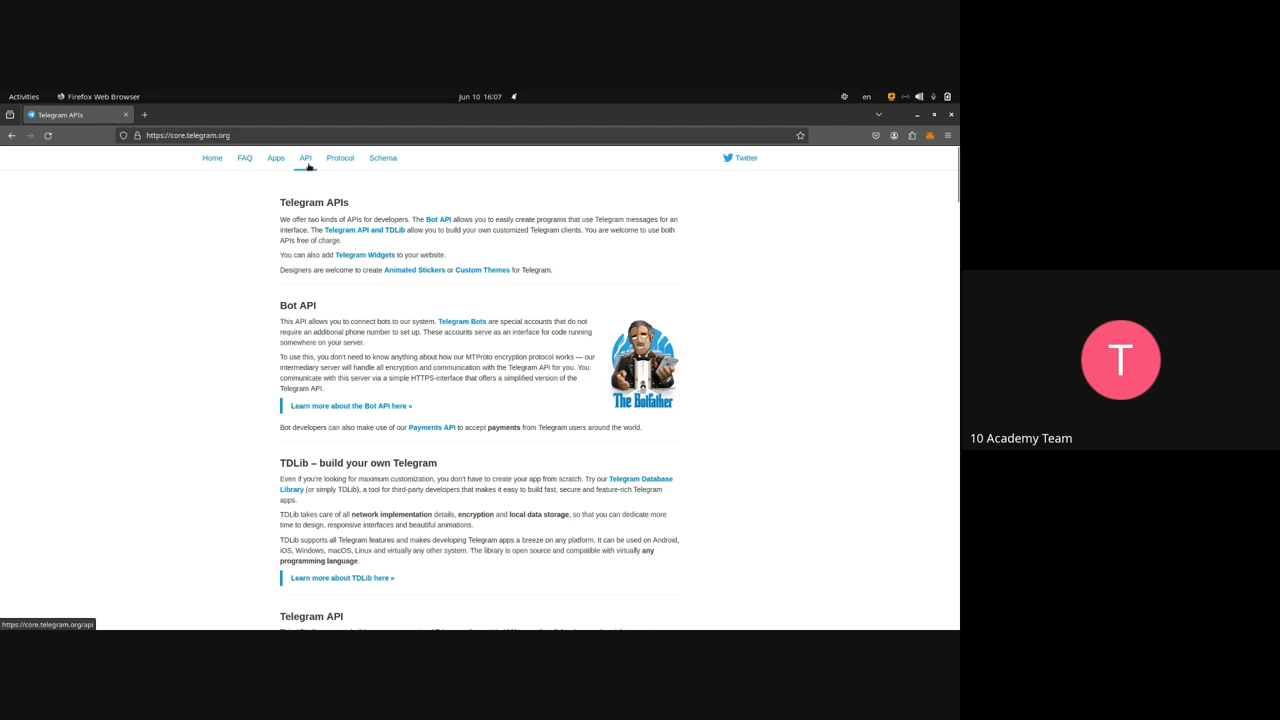 Activities Firefox Web Browser Jun 10 16:07 en
Telegram APIs
https://core.telegram.org
Home FAQ Apps API Protocol Schema Twitter
Telegram APIs
We offer two kinds of APIs for developers. The Bot API allows you to easily create programs that use Telegram messages for an
interface. The Telegram API and TDLib allow you to build your own customized Telegram clients. You are welcome to use both
APIs free of charge.
You can also add Telegram Widgets to your website.
Designers are welcome to create Animated Stickers or Custom Themes for Telegram.
Bot API
This API allows you to connect bots to our system. Telegram Bots are special accounts that do not
require an additional phone number to set up. These accounts serve as an interface for code running
somewhere on your server.
To use this, you don't need to know anything about how our MTProto encryption protocol works — our
intermediary server will handle all encryption and communication with the Telegram API for you. You
communicate with this server via a simple HTTPS-interface that offers a simplified version of the
Telegram API.
The Botfather
Learn more about the Bot API here »
Bot developers can also make use of our Payments API to accept payments from Telegram users around the world.
TDLib – build your own Telegram
Even if you're looking for maximum customization, you don't have to create your app from scratch. Try our Telegram Database
Library (or simply TDLib), a tool for third-party developers that makes it easy to build fast, secure and feature-rich Telegram
apps.
TDLib takes care of all network implementation details, encryption and local data storage, so that you can dedicate more
time to design, responsive interfaces and beautiful animations.
TDLib supports all Telegram features and makes developing Telegram apps a breeze on any platform. It can be used on Android,
iOS, Windows, macOS, Linux and virtually any other system. The library is open source and compatible with virtually any
programming language.
Learn more about TDLib here »
Telegram API
https://core.telegram.org/api
T
10 Academy Team